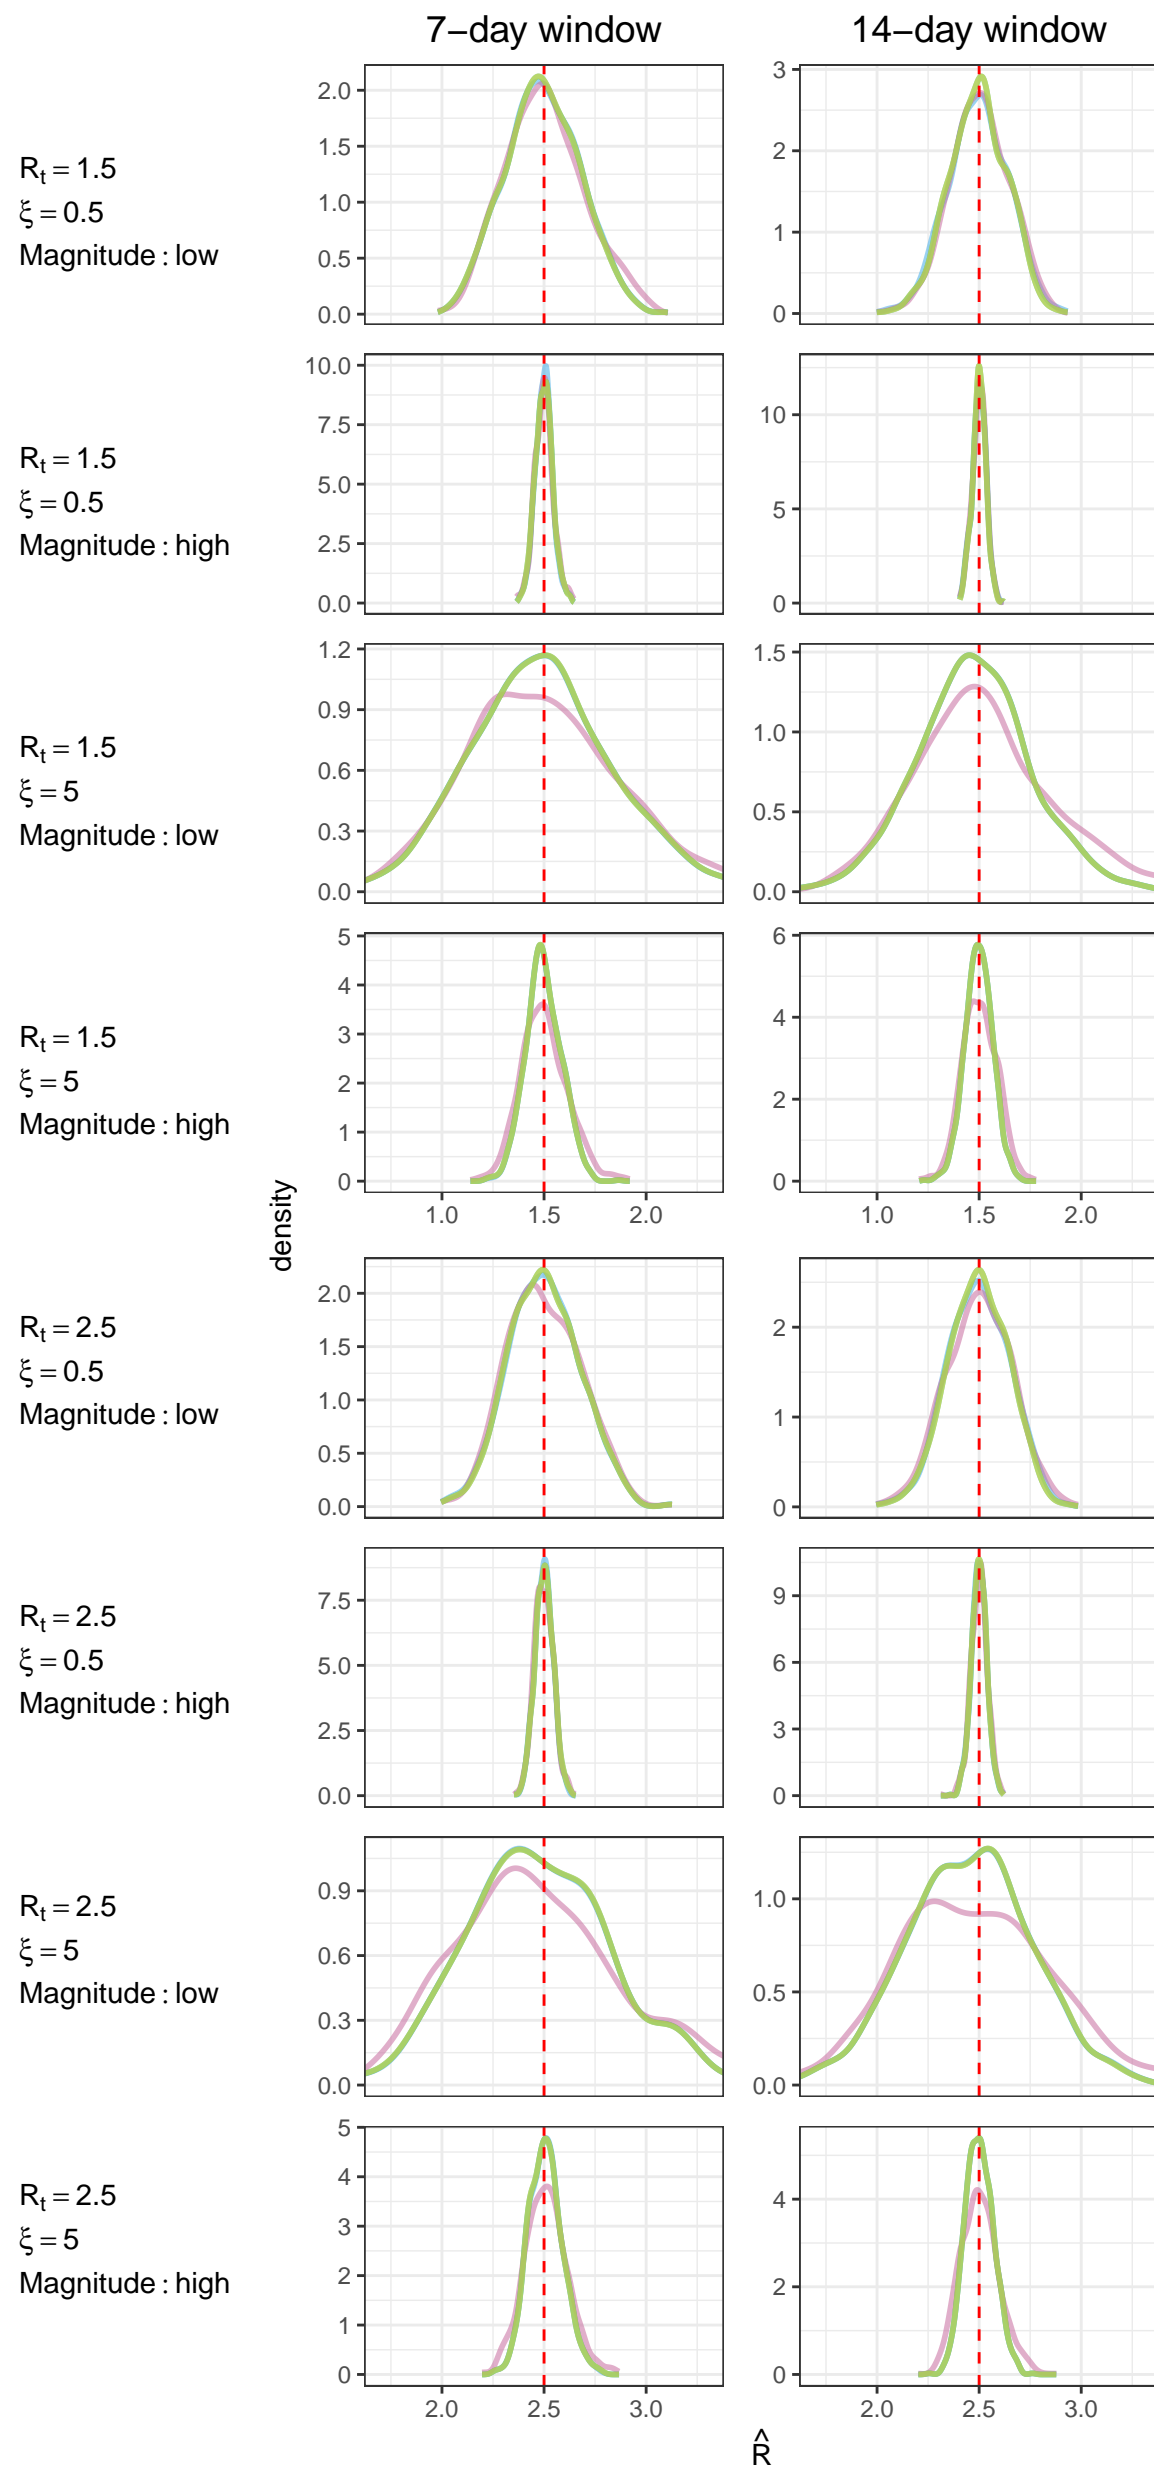 7–day window 14–day window
Rt = 1.5
ξ = 0.5
Magnitude : low
2.0
1.5
1.0
0.5
0.0
3
2
1
0
Rt = 1.5
ξ = 0.5
Magnitude : high
10.0
7.5
5.0
2.5
0.0
10
5
0
Rt = 1.5
ξ = 5
Magnitude : low
1.2
0.9
0.6
0.3
0.0
1.5
1.0
0.5
0.0
Rt = 1.5
ξ = 5
Magnitude : high
5
4
3
2
1
0
6
4
2
0
1.0 1.5 2.0 1.0 1.5 2.0
density
Rt = 2.5
ξ = 0.5
Magnitude : low
2.0
1.5
1.0
0.5
0.0
2
1
0
Rt = 2.5
ξ = 0.5
Magnitude : high
7.5
5.0
2.5
0.0
9
6
3
0
Rt = 2.5
ξ = 5
Magnitude : low
0.9
0.6
0.3
0.0
1.0
0.5
0.0
Rt = 2.5
ξ = 5
Magnitude : high
5
4
3
2
1
0
4
2
0
2.0 2.5 3.0 2.0 2.5 3.0
R̂